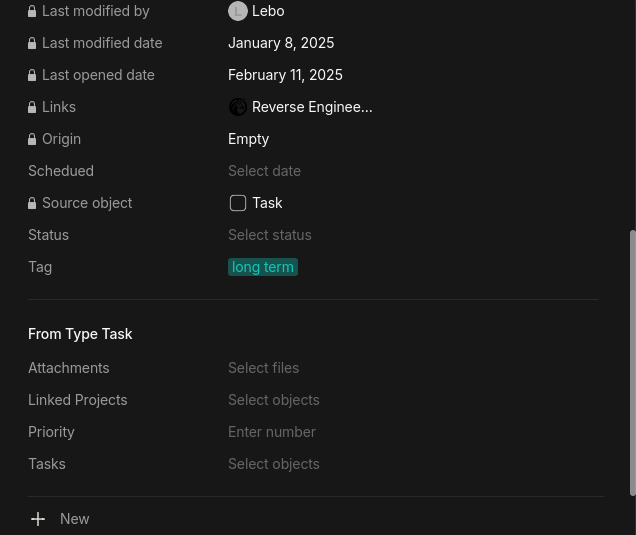 Last modified by Lebo
Last modified date January 8, 2025
Last opened date February 11, 2025
Links Reverse Enginee...
Origin Empty
Schedued Select date
Source object Task
Status Select status
Tag long term
From Type Task
Attachments Select files
Linked Projects Select objects
Priority Enter number
Tasks Select objects
New